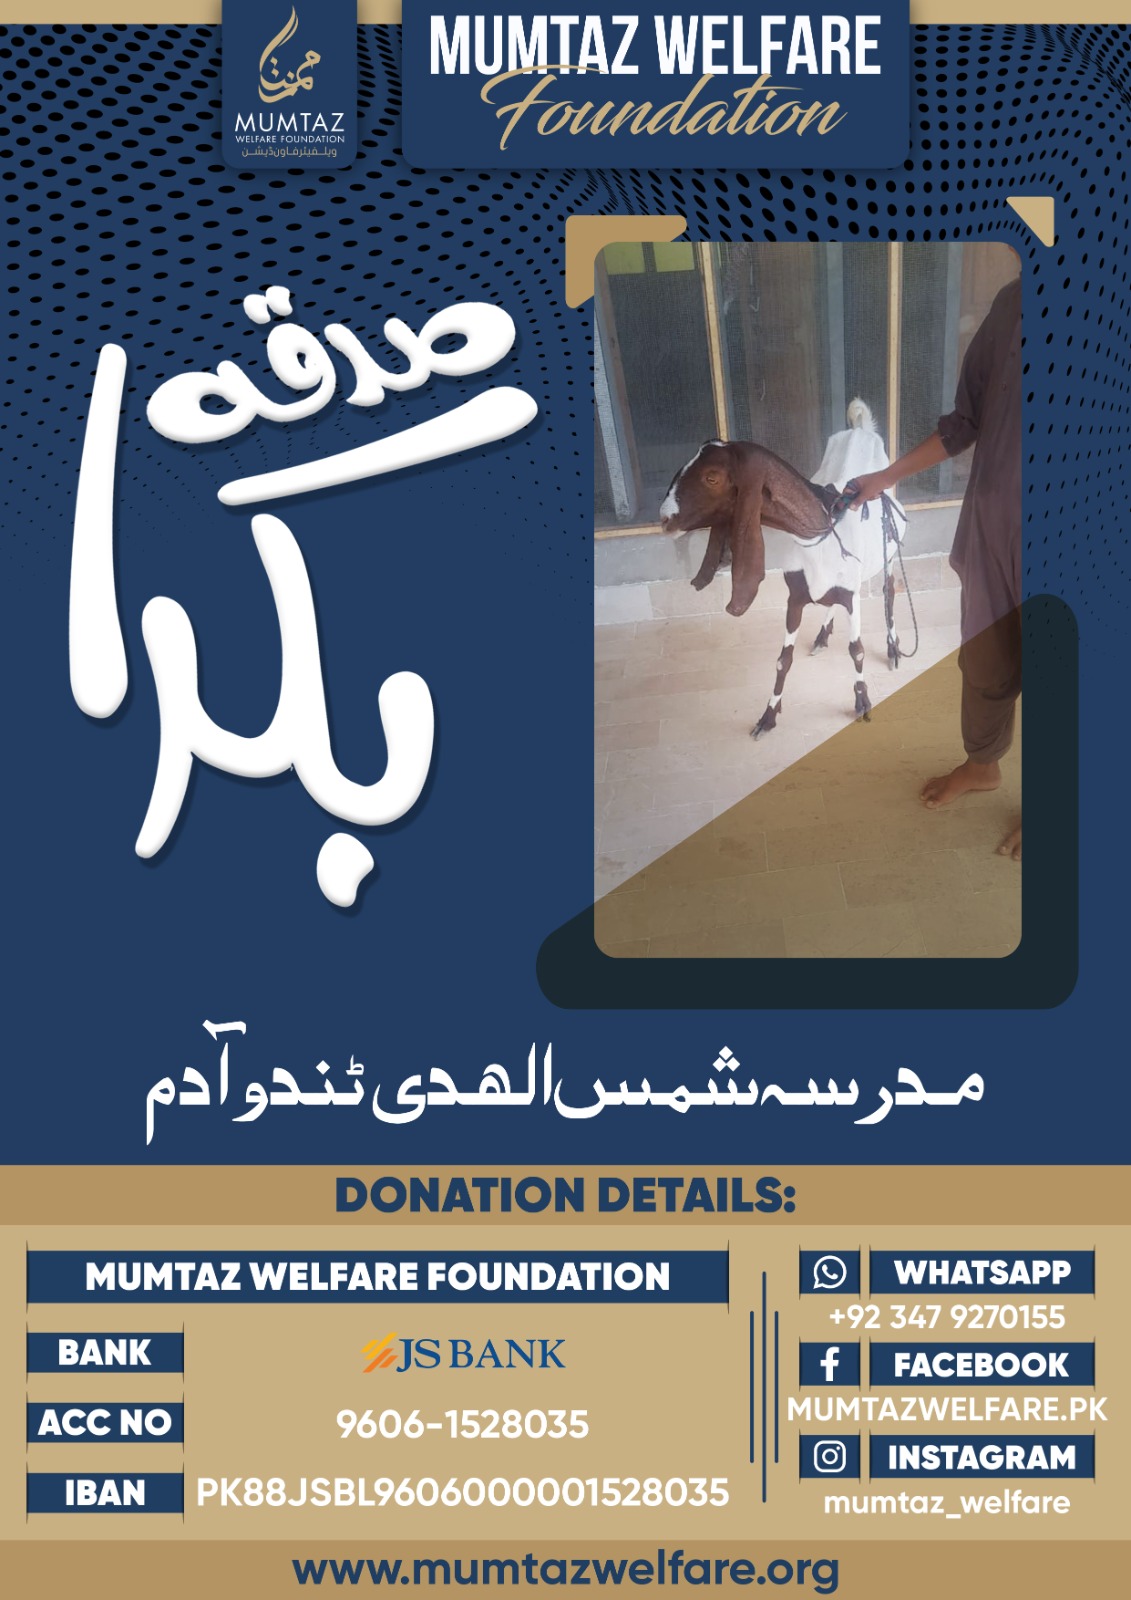 ممتاز
MUMTAZ
WELFARE FOUNDATION
ویلفیئر فاونڈیشن
MUMTAZ WELFARE
Foundation
صدقہ
بکرا
مدرسہ شمس الھدی ٹنڈو آدم
DONATION DETAILS:
MUMTAZ WELFARE FOUNDATION
BANK
JS BANK
ACC NO
9606-1528035
IBAN
PK88JSBL9606000001528035
WHATSAPP
+92 347 9270155
FACEBOOK
MUMTAZWELFARE.PK
INSTAGRAM
mumtaz_welfare
www.mumtazwelfare.org